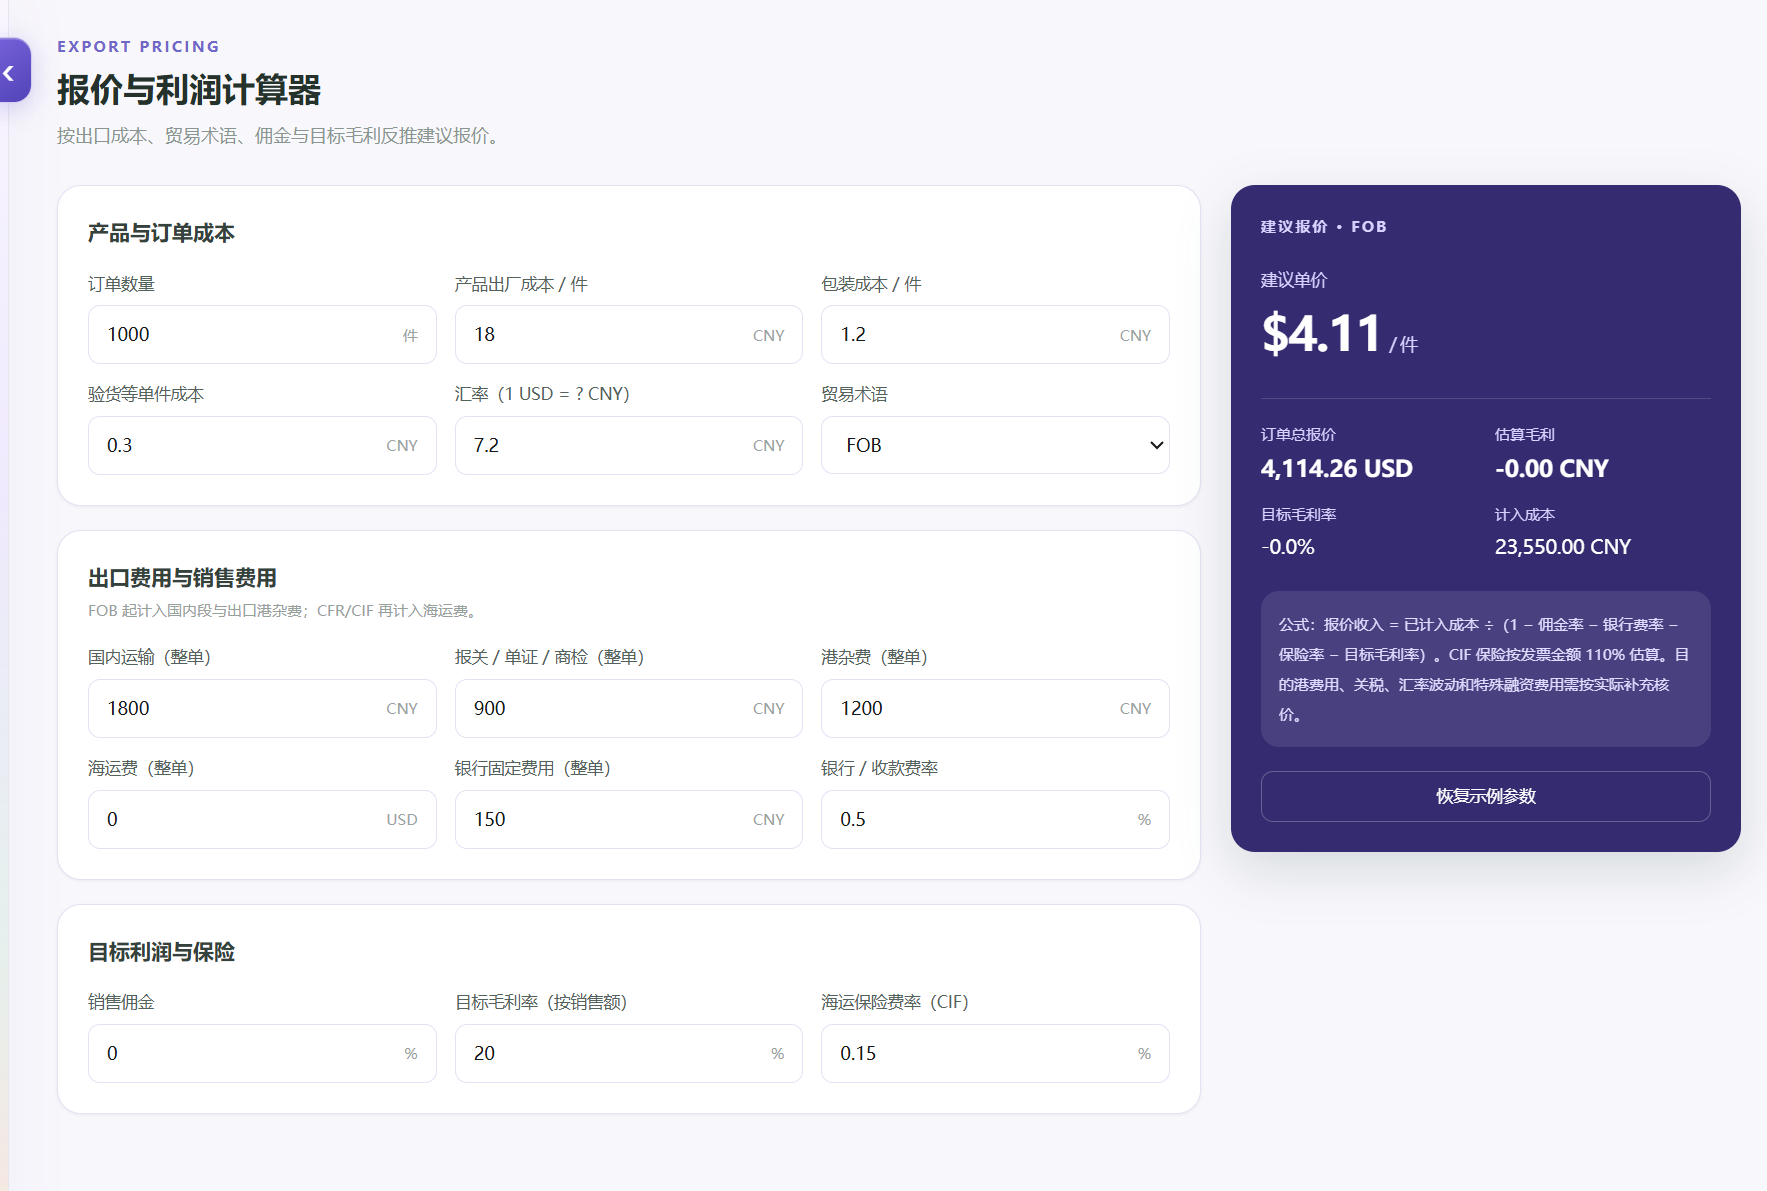 EXPORT PRICING
报价与利润计算器
按出口成本、贸易术语、佣金与目标毛利反推建议报价。
产品与订单成本
订单数量
1000 件
产品出厂成本 / 件
18 CNY
包装成本 / 件
1.2 CNY
验货等单件成本
0.3 CNY
汇率（1 USD = ? CNY）
7.2 CNY
贸易术语
FOB
出口费用与销售费用
FOB 起计入国内段与出口港杂费；CFR/CIF 再计入海运费。
国内运输（整单）
1800 CNY
报关 / 单证 / 商检（整单）
900 CNY
港杂费（整单）
1200 CNY
海运费（整单）
0 USD
银行固定费用（整单）
150 CNY
银行 / 收款费率
0.5 %
目标利润与保险
销售佣金
0 %
目标毛利率（按销售额）
20 %
海运保险费率（CIF）
0.15 %
建议报价 • FOB
建议单价
$4.11 / 件
订单总报价
4,114.26 USD
估算毛利
-0.00 CNY
目标毛利率
-0.0%
计入成本
23,550.00 CNY
公式：报价收入 = 已计入成本 ÷（1 − 佣金率 − 银行费率 −
保险率 − 目标毛利率）。CIF 保险按发票金额 110% 估算。目
的港费用、关税、汇率波动和特殊融资费用需按实际补充核
价。
恢复示例参数